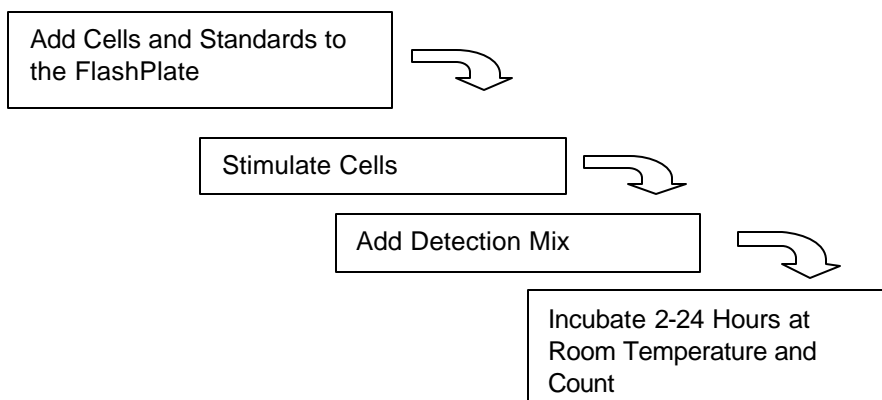 Add Cells and Standards to
the FlashPlate
Stimulate Cells
Add Detection Mix
Incubate 2-24 Hours at
Room Temperature and
Count